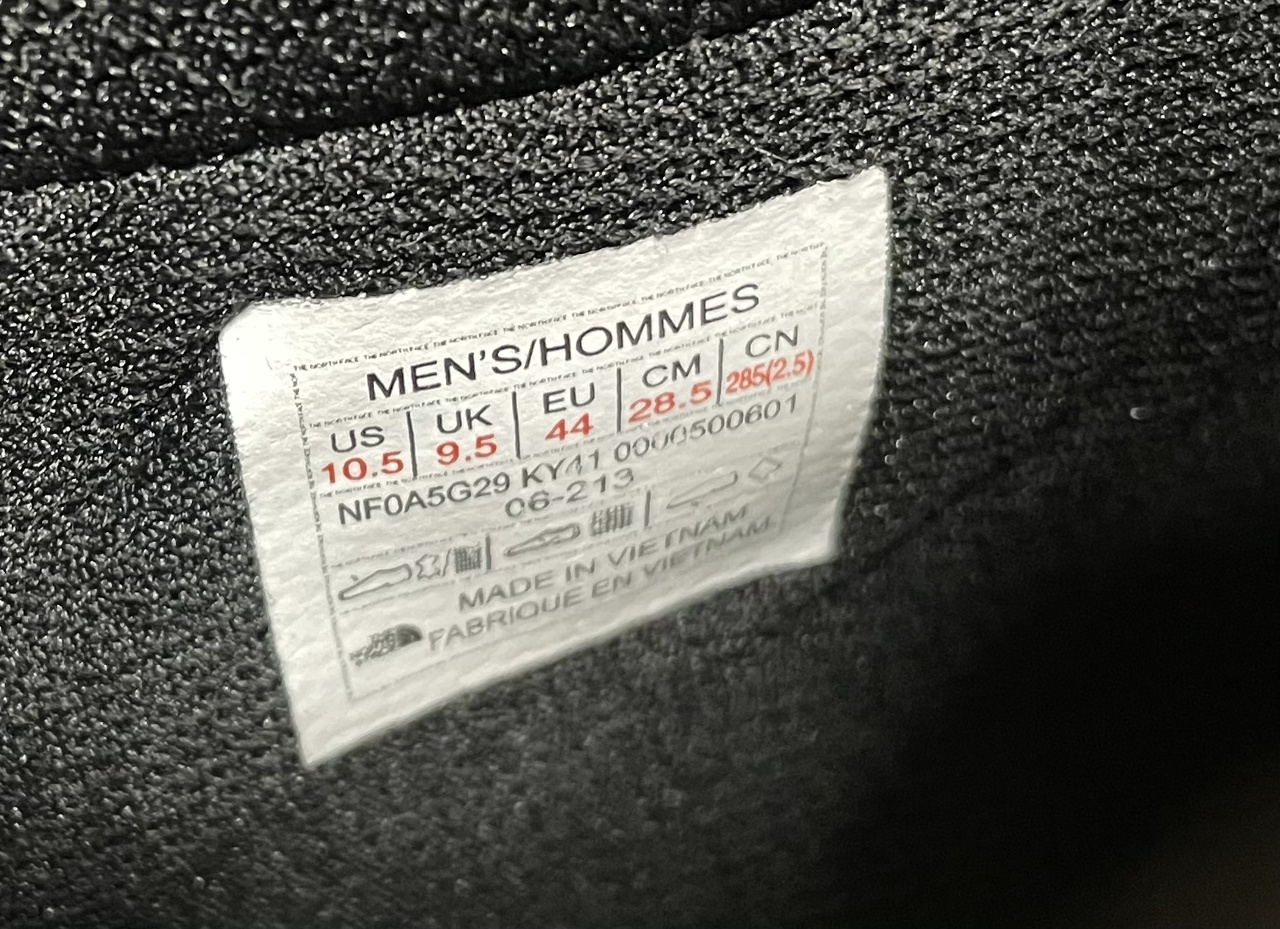 MEN'S/HOMMES
US UK EU CM CN
10.5 9.5 44 28.5 285(2.5)
NF0A5G29 KY41 0000500601
06-213
MADE IN VIETNAM
FABRIQUE EN VIETNAM